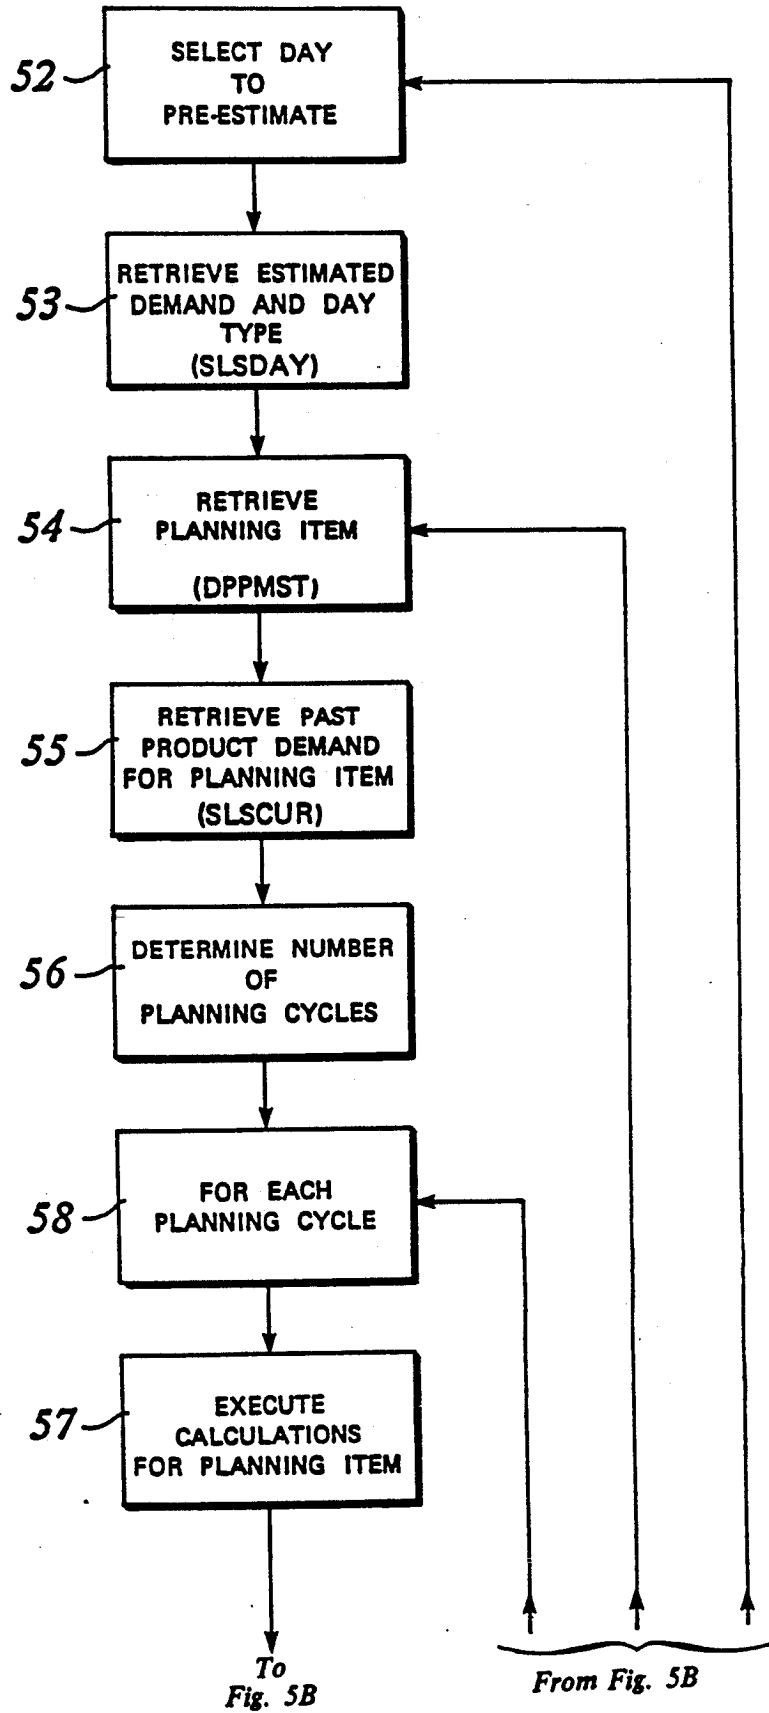 52
SELECT DAY
TO
PRE-ESTIMATE
53
RETRIEVE ESTIMATED
DEMAND AND DAY
TYPE
(SLSDAY)
54
RETRIEVE
PLANNING ITEM
(DPPMST)
55
RETRIEVE PAST
PRODUCT DEMAND
FOR PLANNING ITEM
(SLSCUR)
56
DETERMINE NUMBER
OF
PLANNING CYCLES
58
FOR EACH
PLANNING CYCLE
57
EXECUTE
CALCULATIONS
FOR PLANNING ITEM
To
Fig. 5B
From Fig. 5B